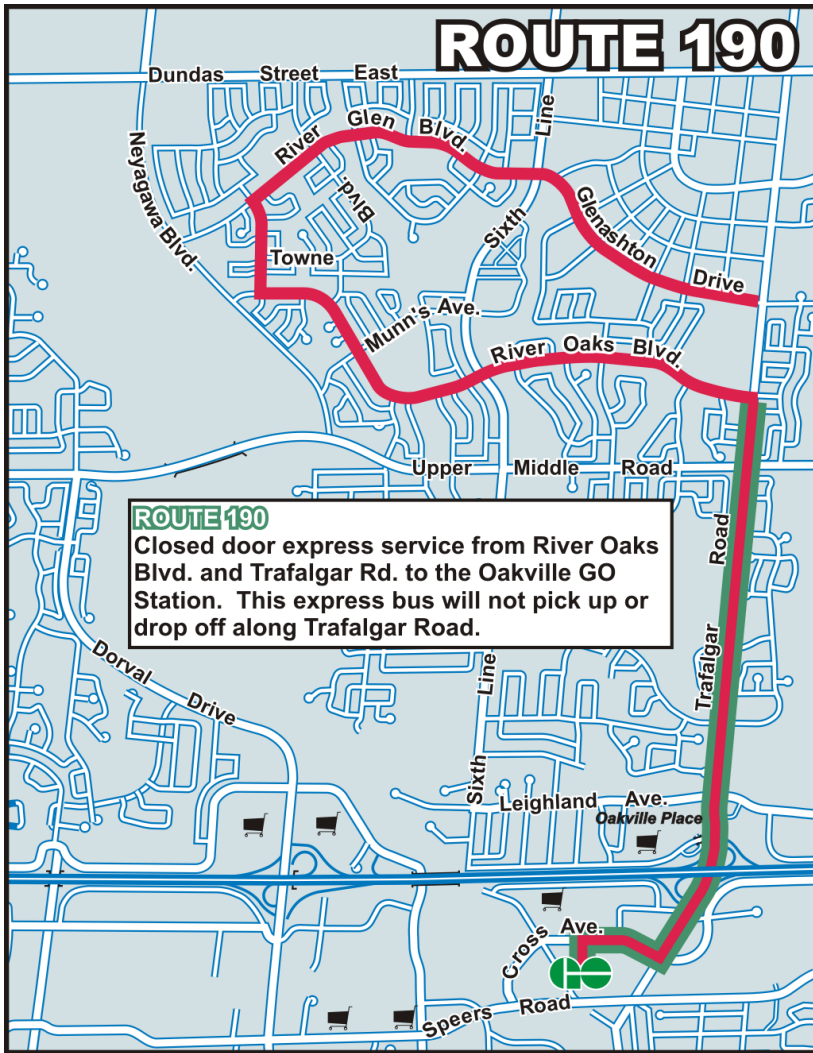 ROUTE 190
Dundas Street East
Neyagawa Blvd.
River Glen Blvd.
Blvd.
Sixth Line
Glenashton Drive
Towne
Munn's Ave.
River Oaks Blvd.
Upper Middle Road
ROUTE 190
Closed door express service from River Oaks
Blvd. and Trafalgar Rd. to the Oakville GO
Station. This express bus will not pick up or
drop off along Trafalgar Road.
Trafalgar Road
Dorval Drive
Sixth Line
Leighland Ave.
Oakville Place
Cross Ave.
GO
Speers Road